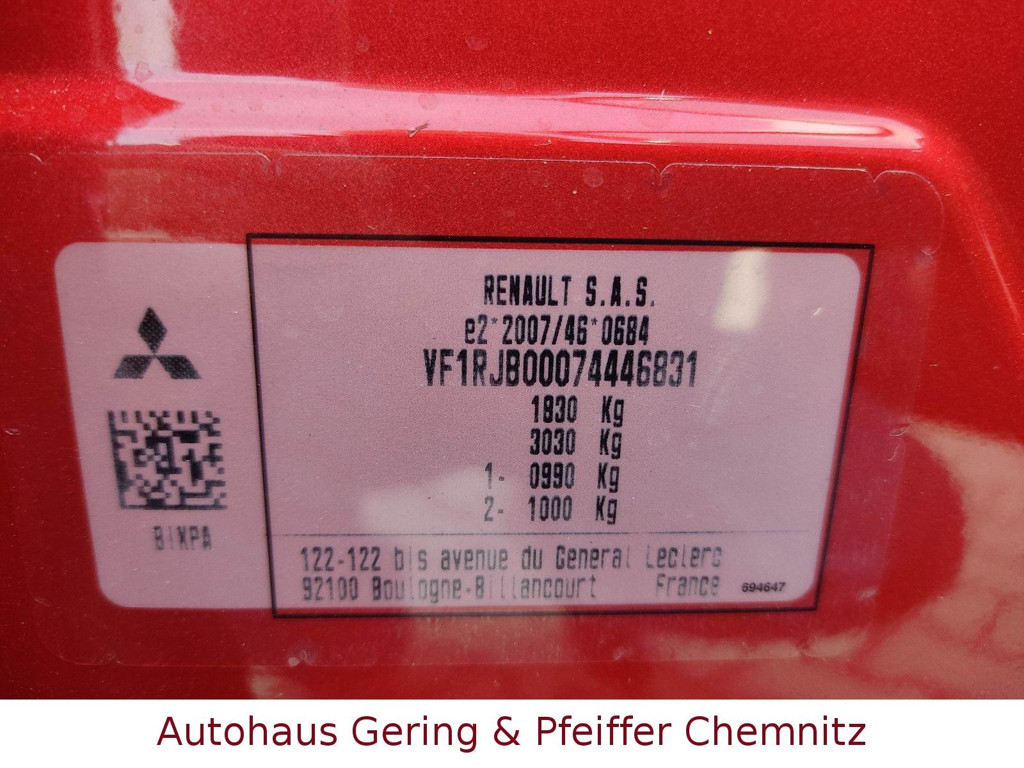 RENAULT S.A.S.
e2*2007/46*0684
VF1RJB00074446831
1830 Kg
3030 Kg
1- 0990 Kg
2- 1000 Kg
BIXPA
122-122 bis avenue du General Leclerc
92100 Boulogne-Billancourt France
694647
Autohaus Gering & Pfeiffer Chemnitz